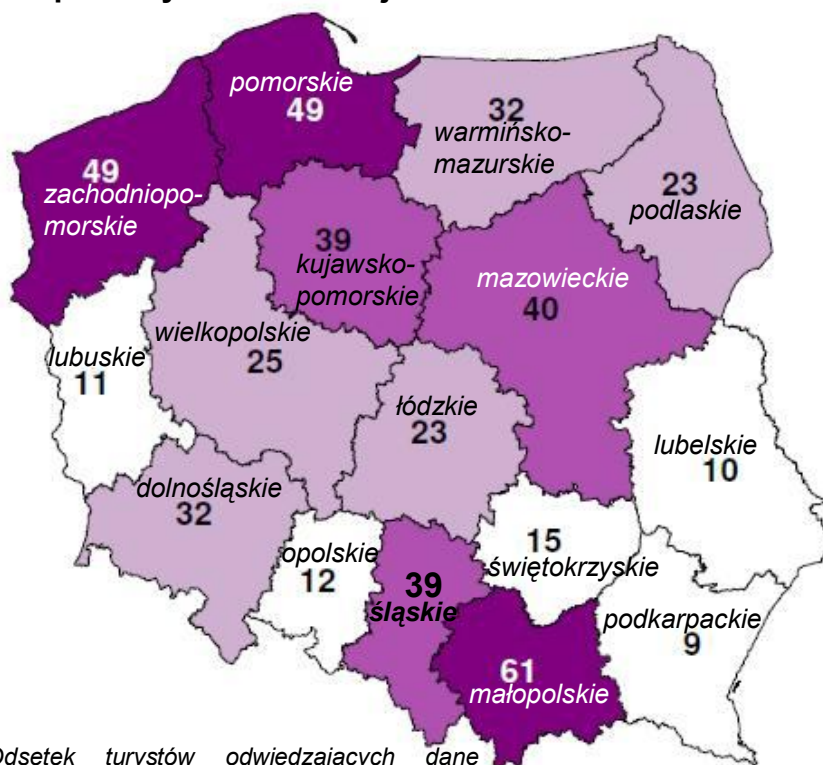 pomorskie
49
32
warmińsko-
mazurskie
49
zachodniopo-
morskie
23
podlaskie
39
kujawsko-
pomorskie
mazowieckie
40
wielkopolskie
25
lubuskie
11
łódzkie
23
lubelskie
10
dolnośląskie
32
opolskie
12
39
śląskie
15
świętokrzyskie
podkarpackie
9
61
małopolskie
Odsetek turystów odwiedzających dane